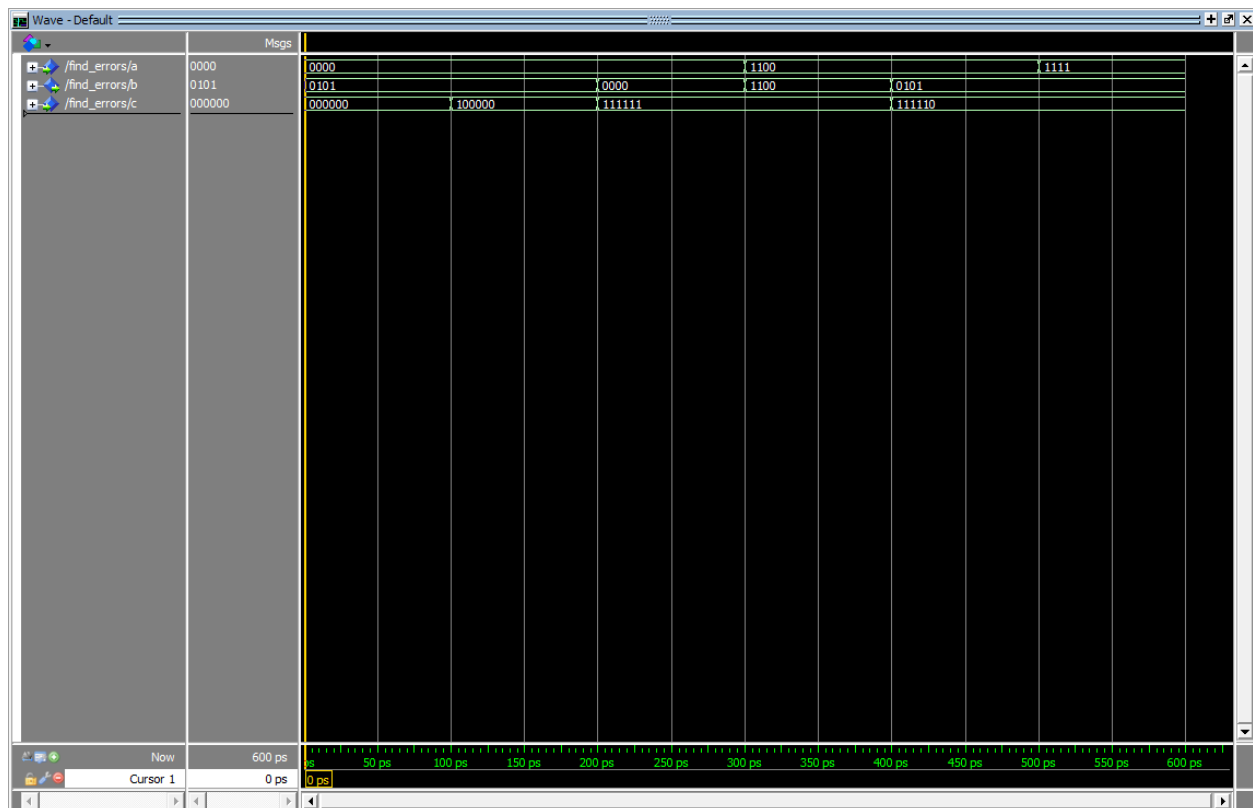 Wave - Default
Msgs
/find_errors/a 0000 0000 1100 1111
/find_errors/b 0101 0101 0000 1100 0101
/find_errors/c 000000 000000 100000 111111 111110
Now 600 ps ps 50 ps 100 ps 150 ps 200 ps 250 ps 300 ps 350 ps 400 ps 450 ps 500 ps 550 ps 600 ps
Cursor 1 0 ps 0 ps